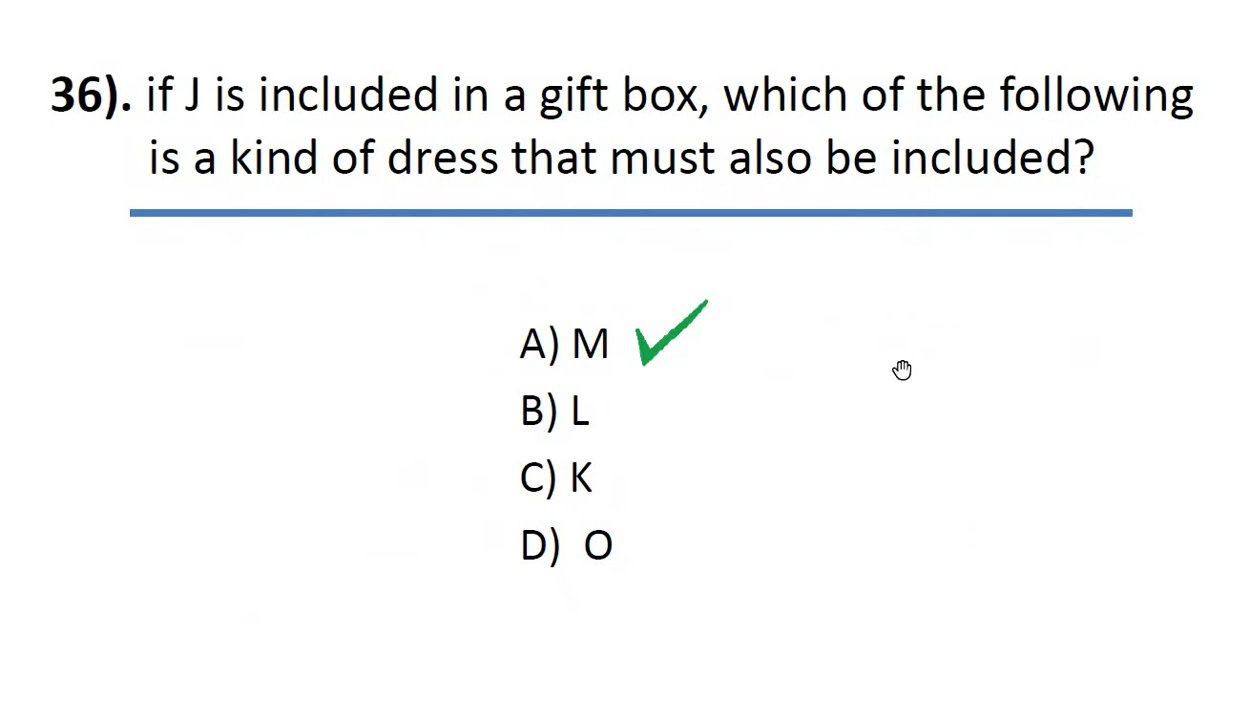 36). if J is included in a gift box, which of the following
is a kind of dress that must also be included?
A) M
B) L
C) K
D) O